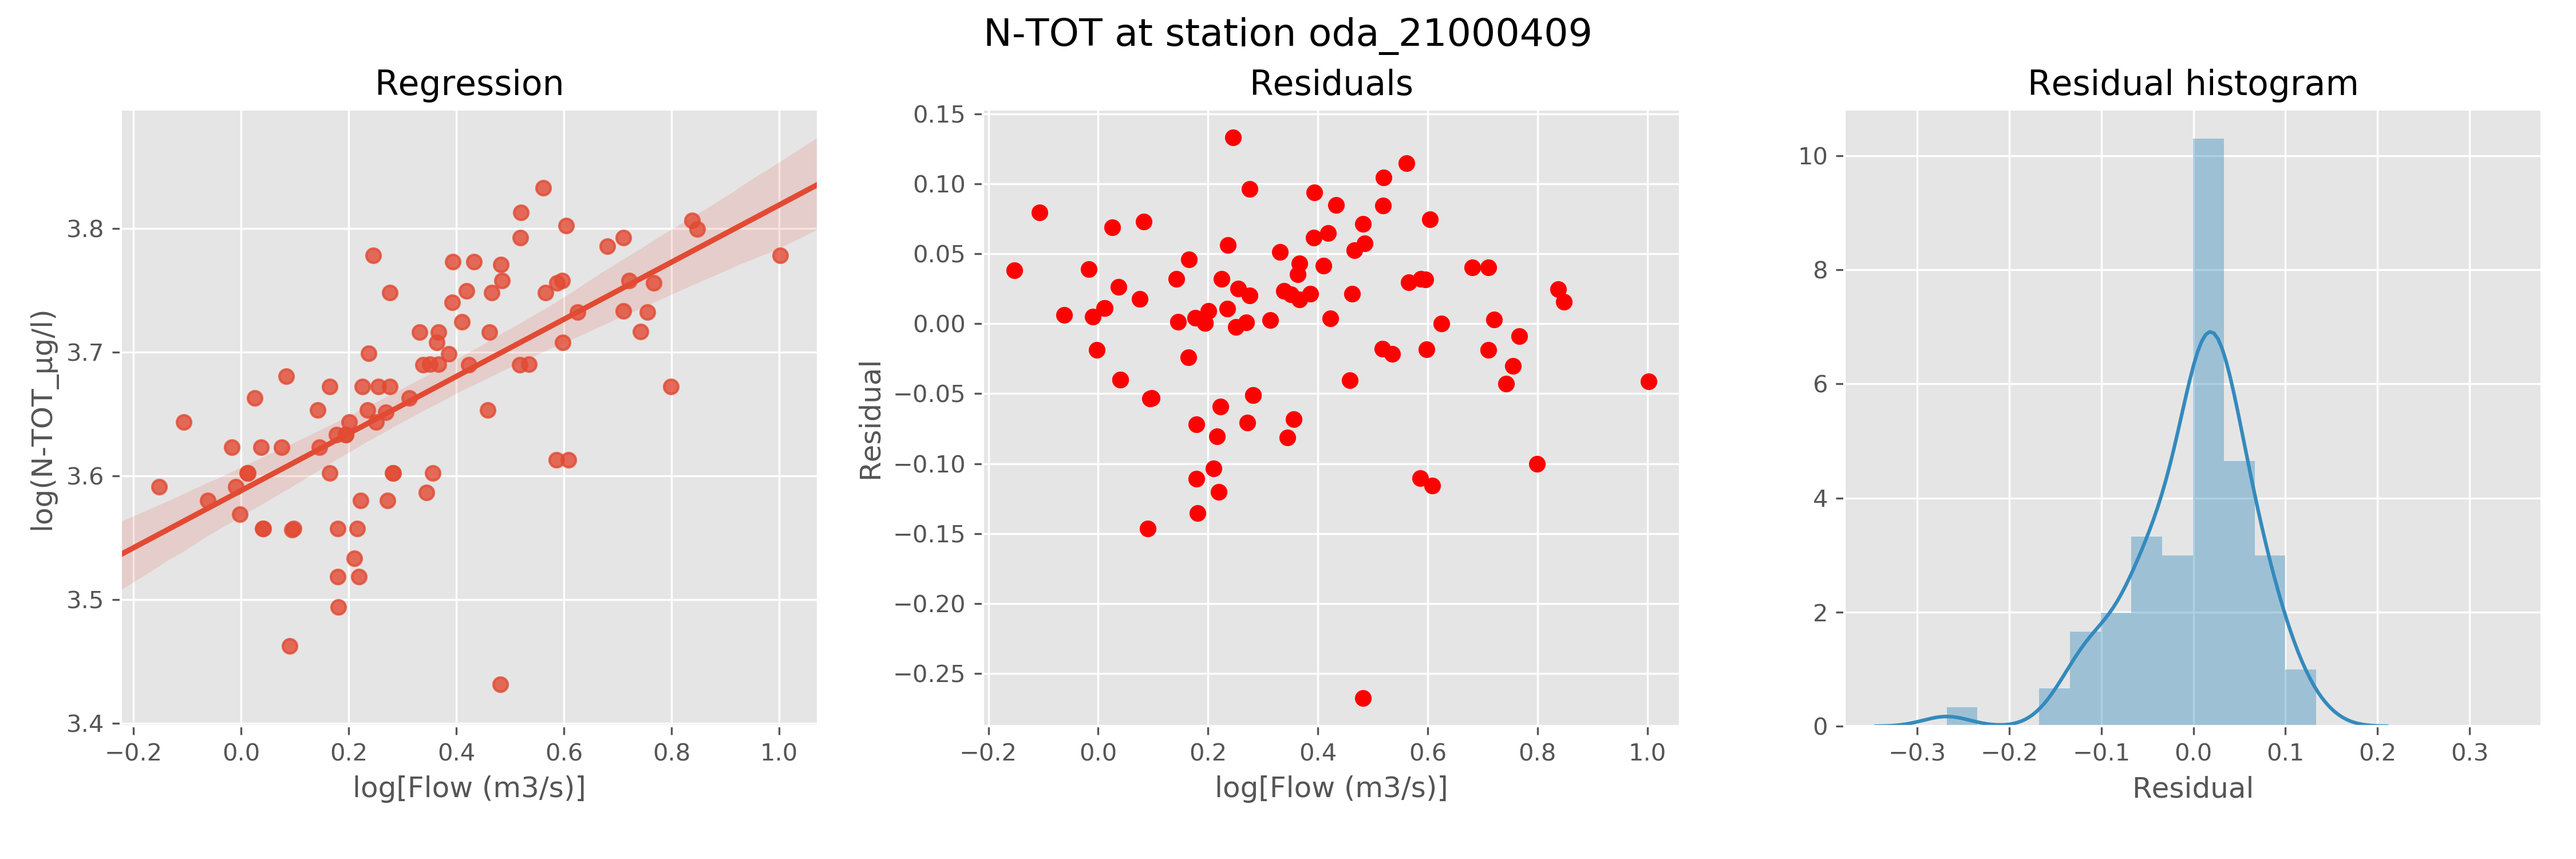 N-TOT at station oda_21000409
Regression
3.8
3.7
3.6
3.5
3.4
log(N-TOT_µg/l)
−0.2 0.0 0.2 0.4 0.6 0.8 1.0
log[Flow (m3/s)]
Residuals
0.15
0.10
0.05
0.00
−0.05
−0.10
−0.15
−0.20
−0.25
Residual
−0.2 0.0 0.2 0.4 0.6 0.8 1.0
log[Flow (m3/s)]
Residual histogram
10
8
6
4
2
0
−0.3 −0.2 −0.1 0.0 0.1 0.2 0.3
Residual